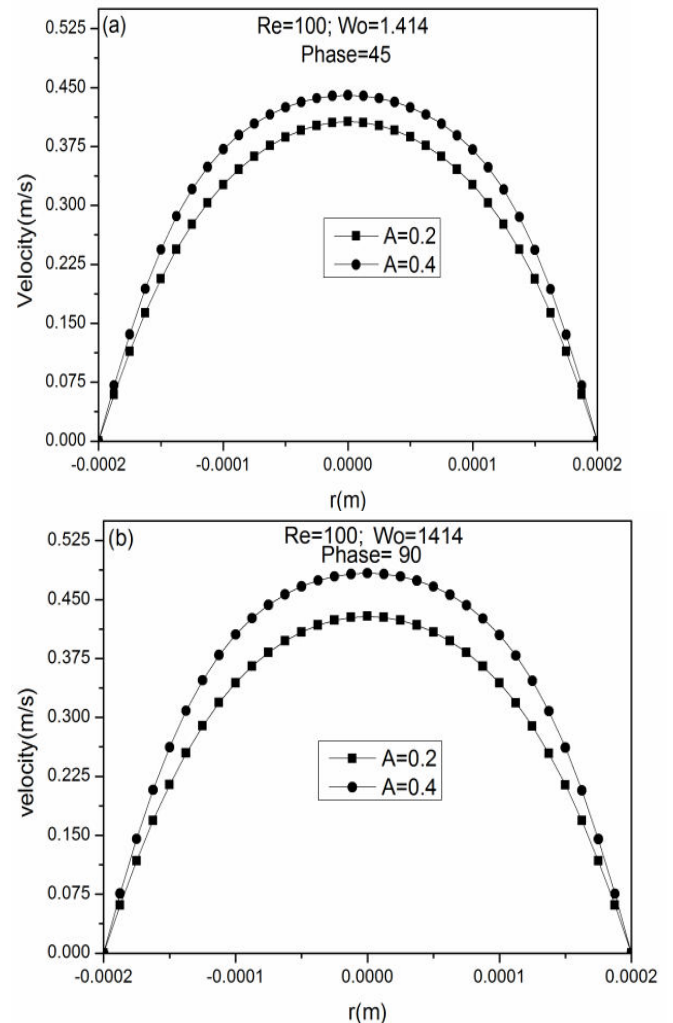 (a)
Re=100; Wo=1.414
Phase=45
0.525
0.450
0.375
0.300
0.225
0.150
0.075
0.000
Velocity(m/s)
A=0.2
A=0.4
-0.0002 -0.0001 0.0000 0.0001 0.0002
r(m)
(b)
Re=100; Wo=1414
Phase= 90
0.525
0.450
0.375
0.300
0.225
0.150
0.075
0.000
velocity(m/s)
A=0.2
A=0.4
-0.0002 -0.0001 0.0000 0.0001 0.0002
r(m)